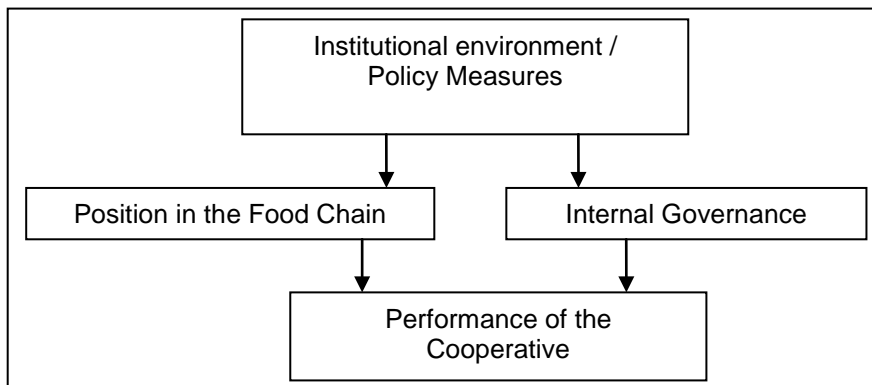 Institutional environment /
Policy Measures
Position in the Food Chain
Internal Governance
Performance of the
Cooperative